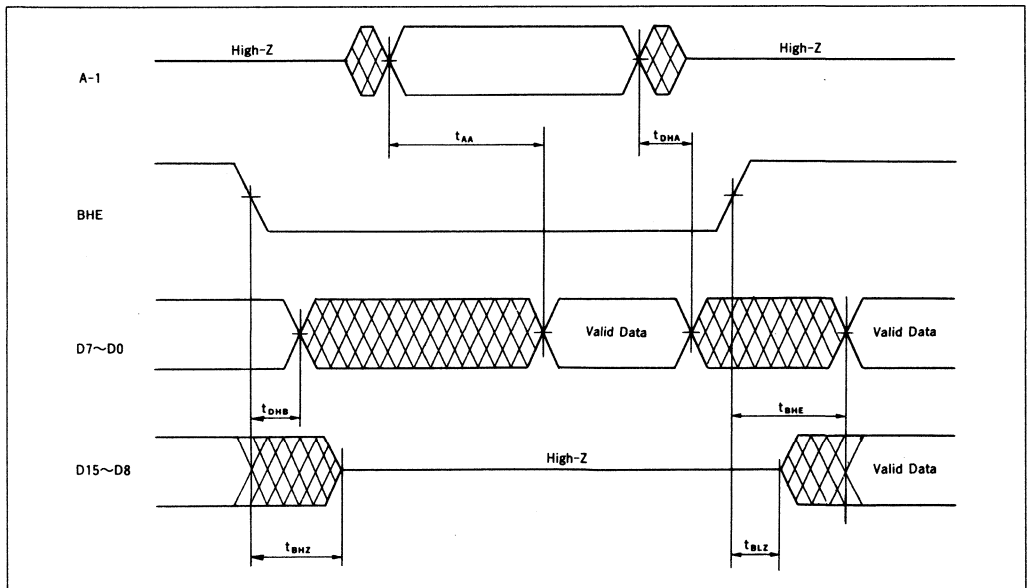 High-Z
High-Z
A-1
tAA
tDHA
BHE
D7~D0
Valid Data
Valid Data
tDHB
tBHE
D15~D8
High-Z
Valid Data
tBHZ
tBLZ